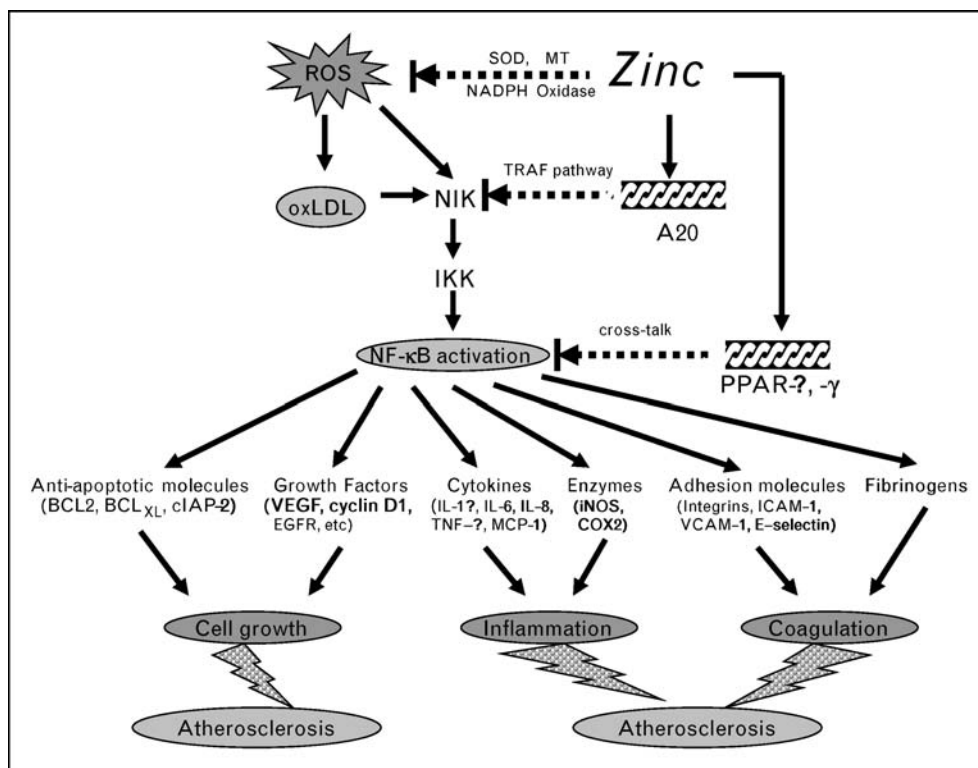 ROS
SOD, MT
NADPH Oxidase
Zinc
TRAF pathway
oxLDL
NIK
A20
IKK
cross-talk
NF-κB activation
PPAR-?, -γ
Anti-apoptotic molecules
(BCL2, BCLXL, cIAP-2)
Growth Factors
(VEGF, cyclin D1,
EGFR, etc)
Cytokines
(IL-1?, IL-6, IL-8,
TNF-?, MCP-1)
Enzymes
(iNOS,
COX2)
Adhesion molecules
(Integrins, ICAM-1,
VCAM-1, E-selectin)
Fibrinogens
Cell growth
Inflammation
Coagulation
Atherosclerosis
Atherosclerosis